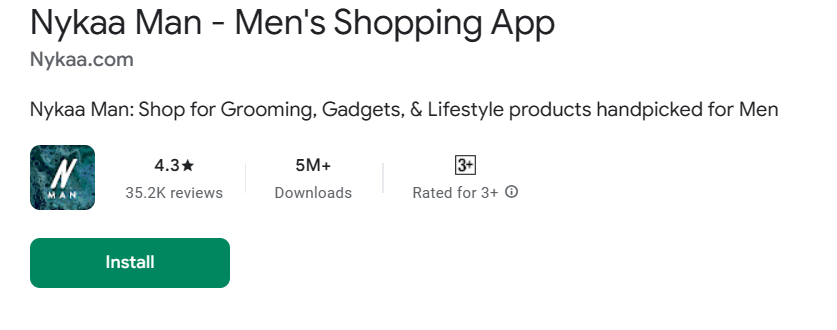 Nykaa Man - Men's Shopping App
Nykaa.com
Nykaa Man: Shop for Grooming, Gadgets, & Lifestyle products handpicked for Men
N
MAN
4.3★
35.2K reviews
5M+
Downloads
3+
Rated for 3+ ⓘ
Install